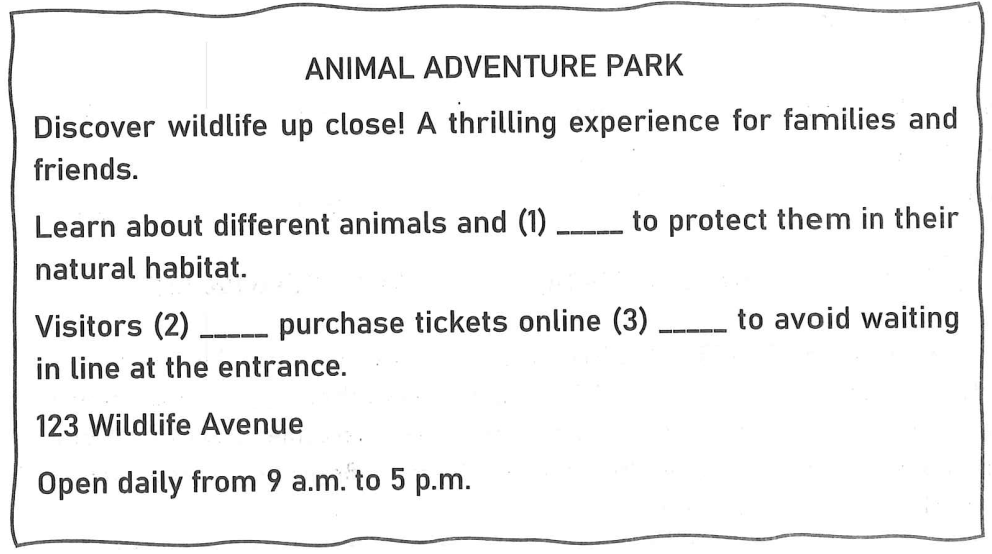 ANIMAL ADVENTURE PARK
Discover wildlife up close! A thrilling experience for families and
friends.
Learn about different animals and (1) _____ to protect them in their
natural habitat.
Visitors (2) _____ purchase tickets online (3) _____ to avoid waiting
in line at the entrance.
123 Wildlife Avenue
Open daily from 9 a.m. to 5 p.m.